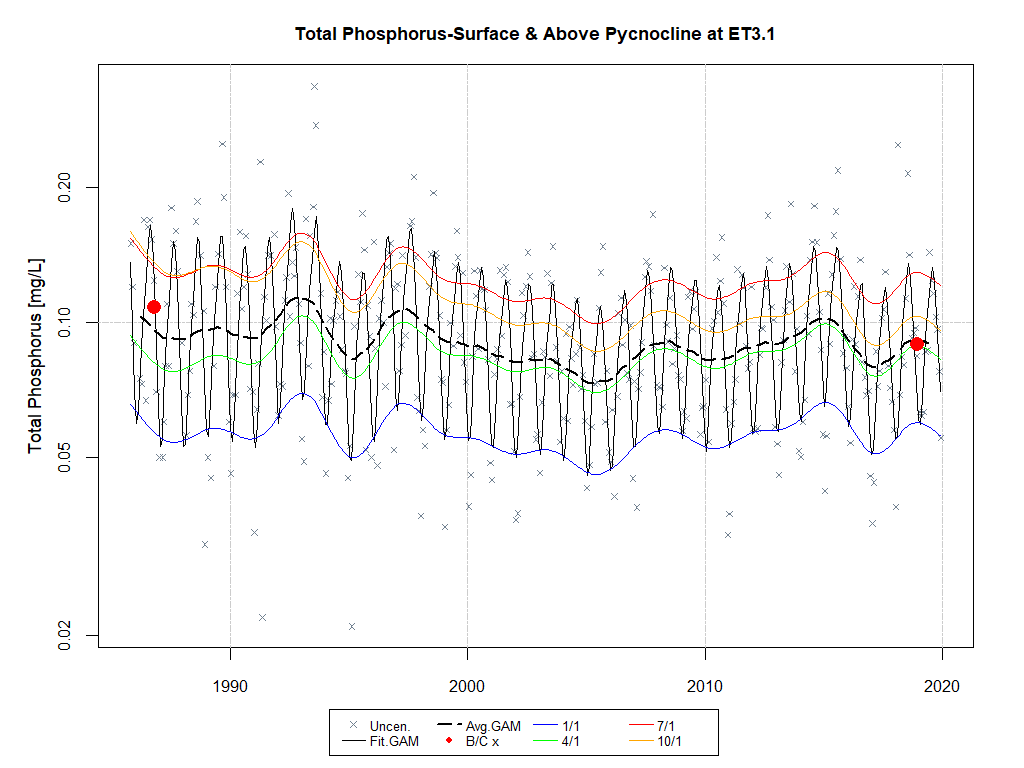 Total Phosphorus-Surface & Above Pycnocline at ET3.1
Total Phosphorus [mg/L]
0.20
0.10
0.05
0.02
1990
2000
2010
2020
Uncen. Avg.GAM 1/1 7/1
Fit.GAM B/C x 4/1 10/1